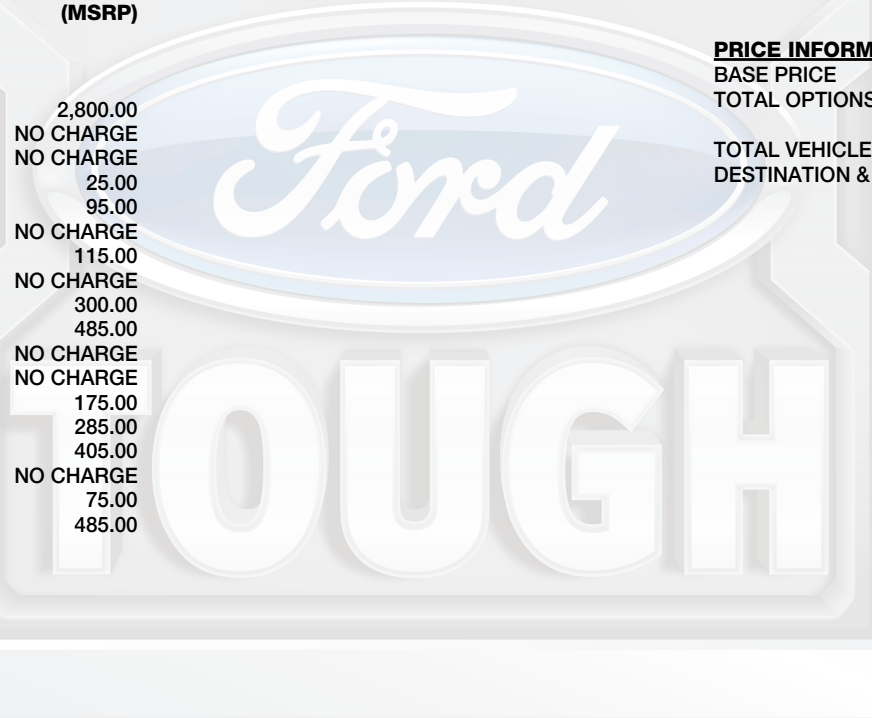 (MSRP)
2,800.00
NO CHARGE
NO CHARGE
25.00
95.00
NO CHARGE
115.00
NO CHARGE
300.00
485.00
NO CHARGE
NO CHARGE
175.00
285.00
405.00
NO CHARGE
75.00
485.00
PRICE INFORM
BASE PRICE
TOTAL OPTIONS
TOTAL VEHICLE
DESTINATION &
Ford
TOUGH